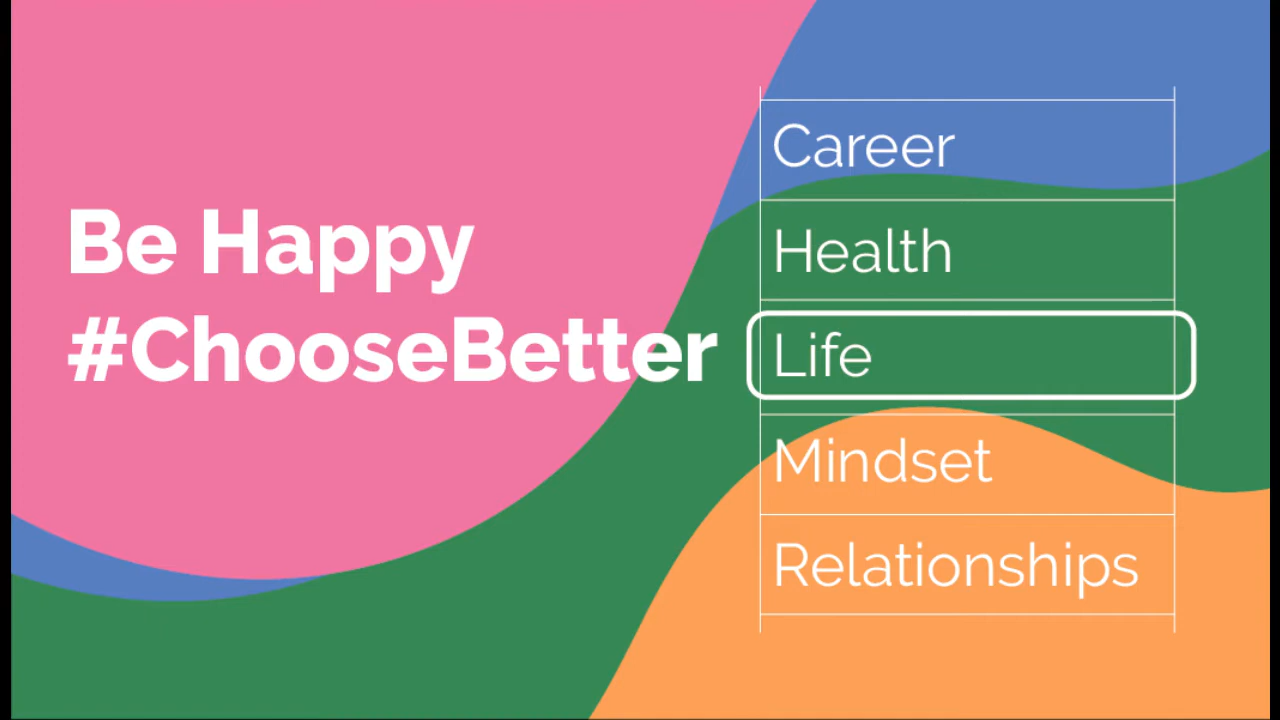 Be Happy
#ChooseBetter
Career
Health
Life
Mindset
Relationships